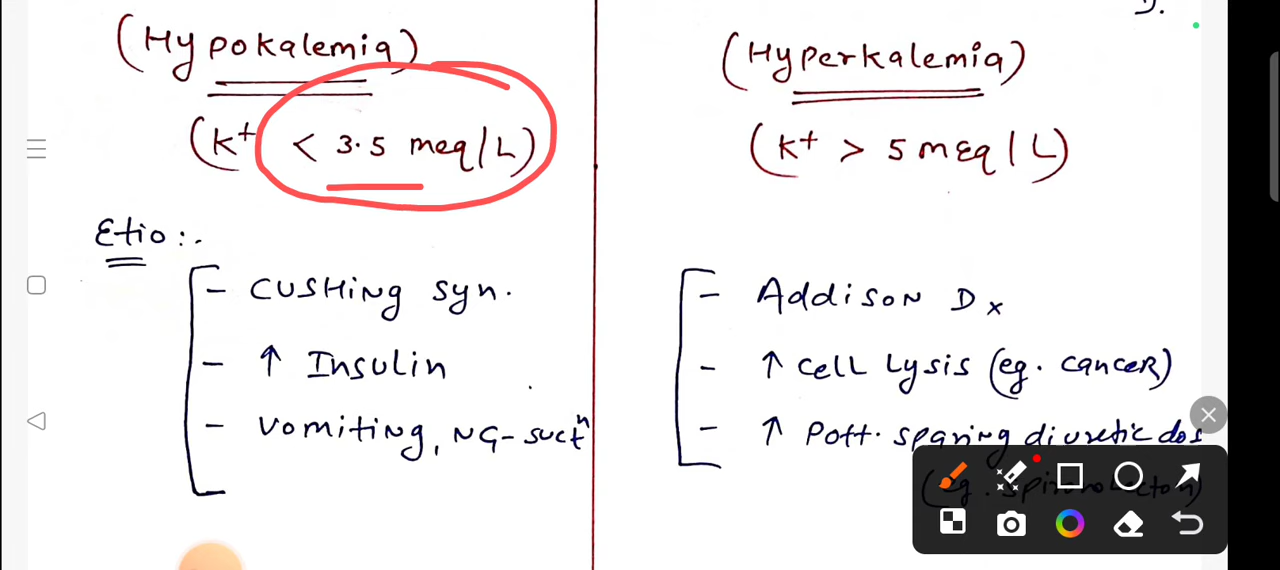 (Hypokalemia)
(K+ < 3.5 meq/L)
Etio :-
- CUSHING syn.
- ↑ Insulin
- Vomiting, NG-suctⁿ
(Hyperkalemia)
(K+ > 5 mEq/L)
- Addison Dx
- ↑ cell Lysis (eg. cancer)
- ↑ Pott. sparing diuretic